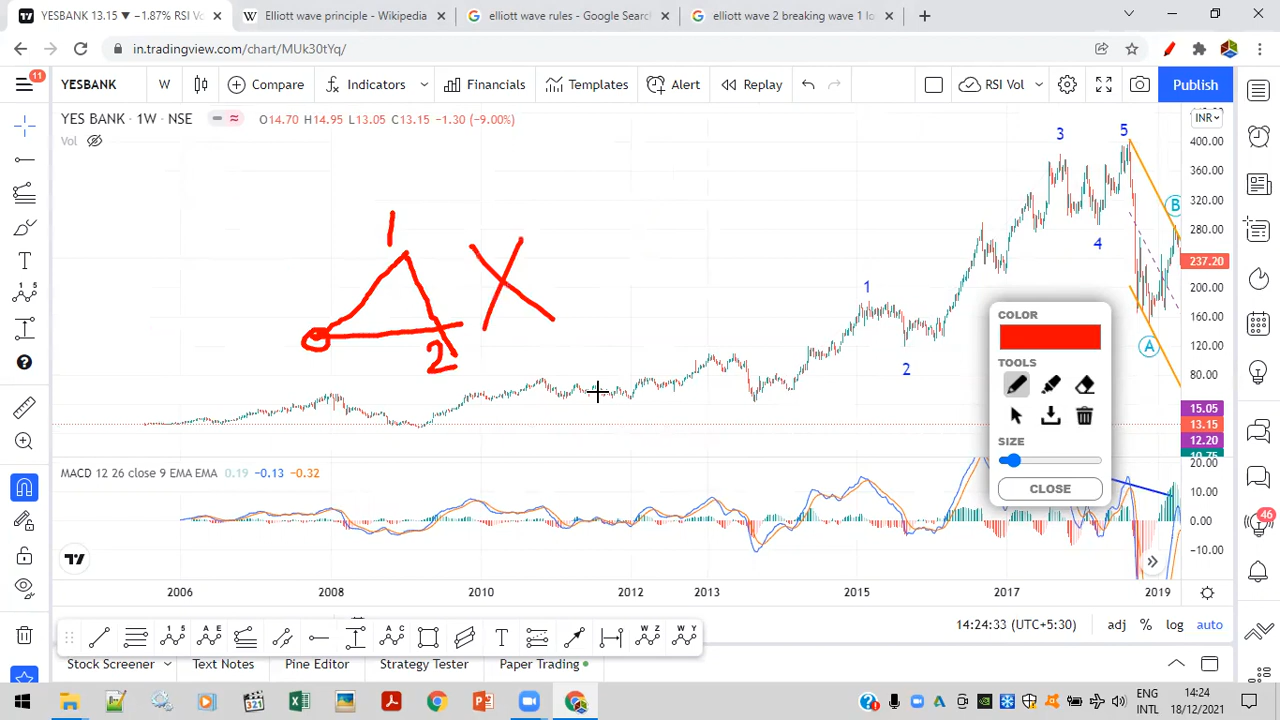 YESBANK 13.15 ▼ −1.87% RSI Vol
Elliott wave principle - Wikipedia
elliott wave rules - Google Search
elliott wave 2 breaking wave 1 lo
in.tradingview.com/chart/MUk30tYq/
11
YESBANK
W
Compare
Indicators
Financials
Templates
Alert
Replay
RSI Vol
Publish
YES BANK · 1W · NSE
O14.70 H14.95 L13.05 C13.15 −1.30 (−9.00%)
INR
Vol
3
5
400.00
360.00
320.00
280.00
237.20
200.00
160.00
120.00
80.00
15.05
13.15
12.20
1
2
1
2
4
B
A
COLOR
TOOLS
SIZE
CLOSE
MACD 12 26 close 9 EMA EMA 0.19 −0.13 −0.32
20.00
10.00
0.00
−10.00
46
2006
2008
2010
2012
2013
2015
2017
2019
14:24:33 (UTC+5:30)
adj
%
log
auto
Stock Screener
Text Notes
Pine Editor
Strategy Tester
Paper Trading
ENG
INTL
14:24
18/12/2021